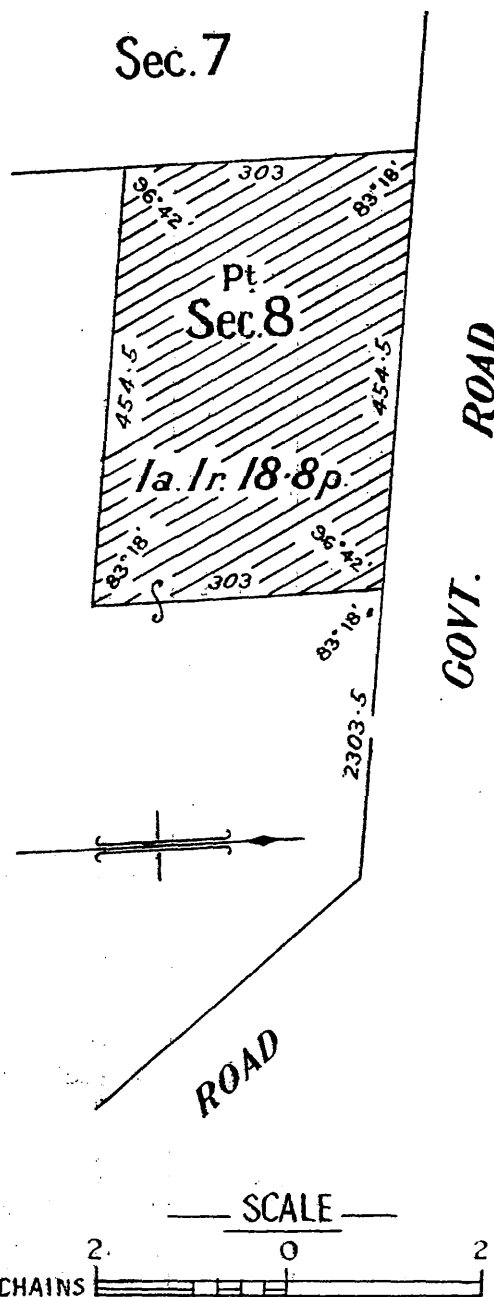 Sec. 7
303
96°42'
83°18'
pt
Sec. 8
454·5
454·5
1a. 1r. 18·8p.
83°18'
96°42'
303
83°18'
2303·5
GOVT. ROAD
ROAD
SCALE
2 0 2
CHAINS